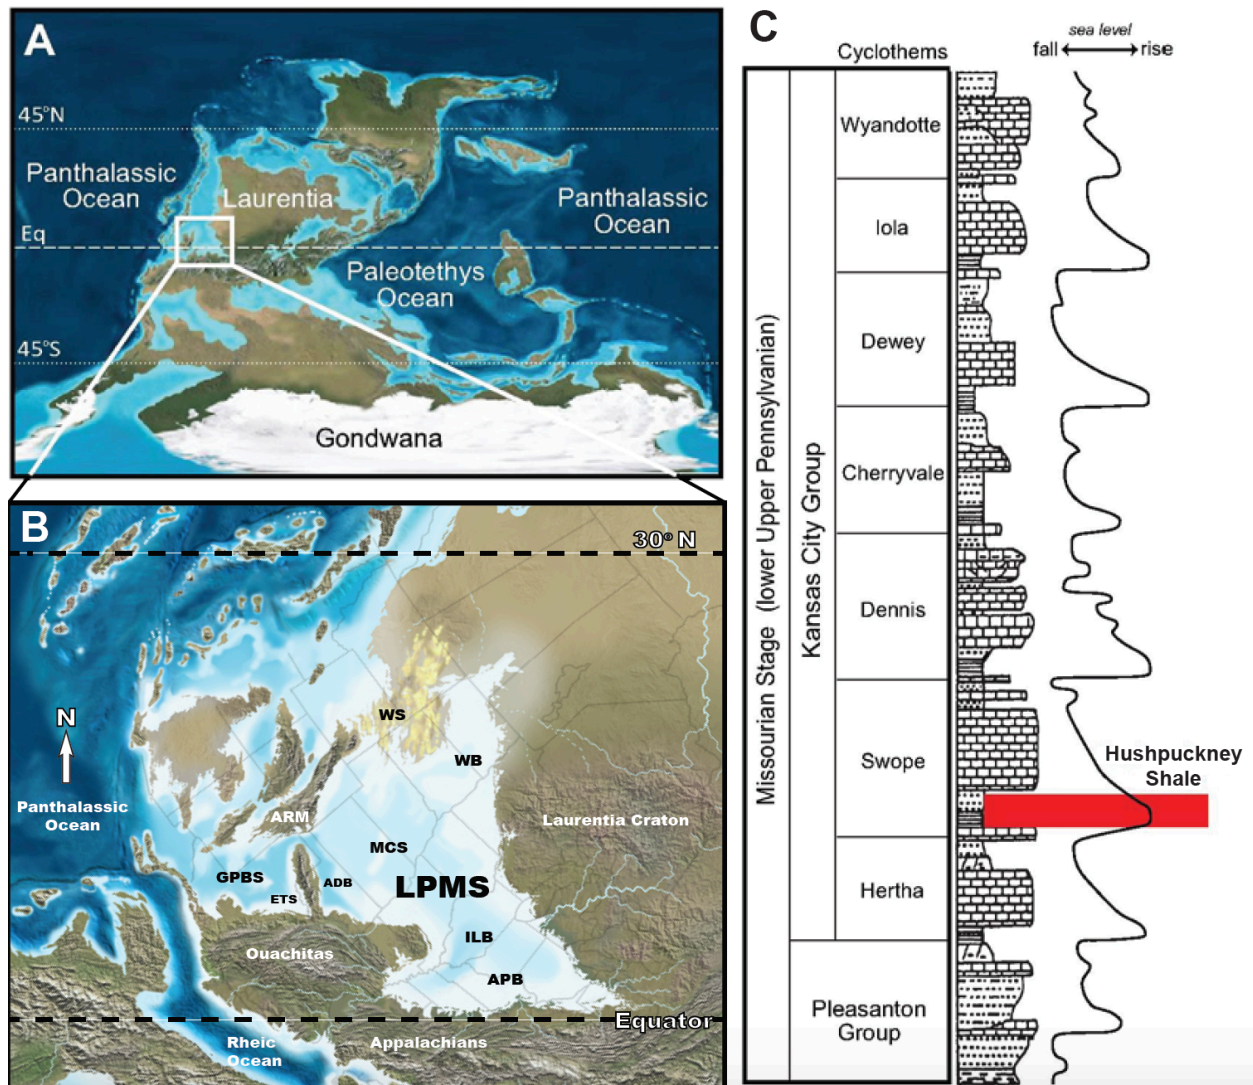 A
45°N
Panthalassic
Ocean
Laurentia
Panthalassic
Ocean
Eq
Paleotethys
Ocean
45°S
Gondwana
B
30° N
N
WS
WB
Panthalassic
Ocean
ARM
Laurentia Craton
MCS
GPBS
ADB
LPMS
ETS
ILB
Ouachitas
APB
Equator
Rheic
Ocean
Appalachians
C
sea level
Cyclothems
fall
rise
Missourian Stage (lower Upper Pennsylvanian)
Kansas City Group
Wyandotte
Iola
Dewey
Cherryvale
Dennis
Swope
Hushpuckney
Shale
Hertha
Pleasanton
Group